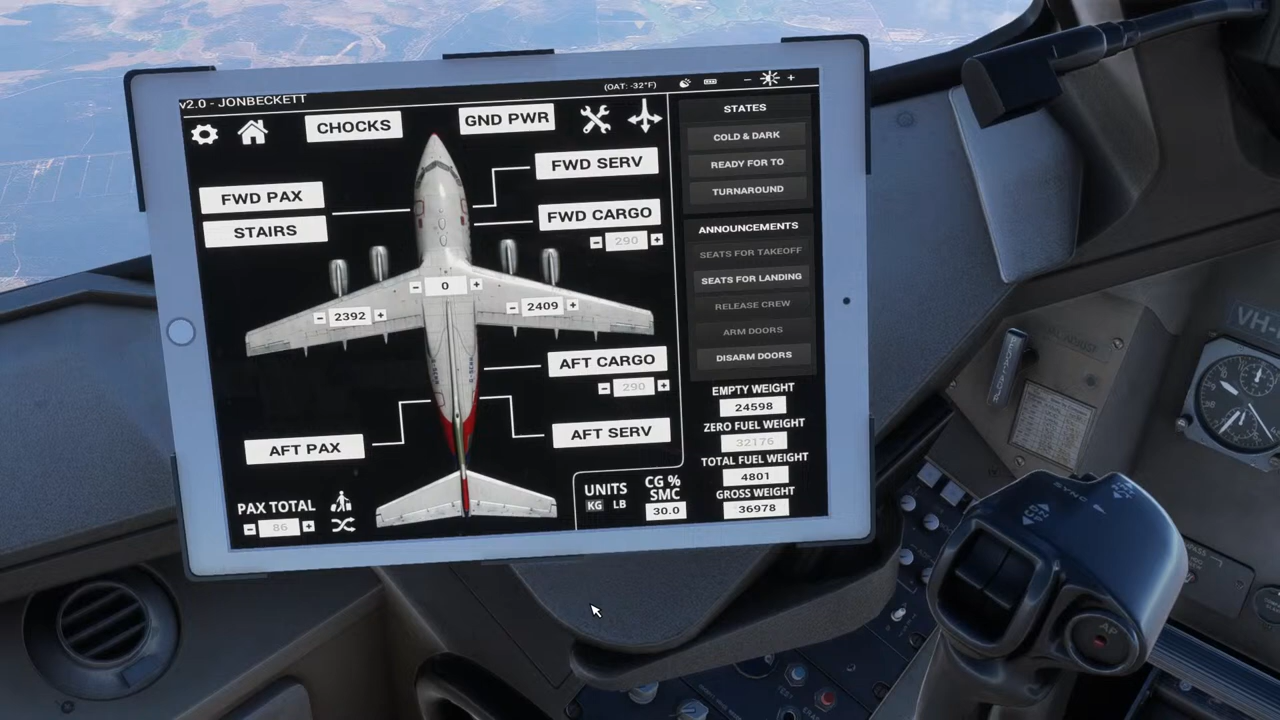 (OAT: -32°F)
v2.0 - JONBECKETT
CHOCKS
GND PWR
FWD PAX
STAIRS
FWD SERV
FWD CARGO
- 290 +
- 0 +
- 2392 +
- 2409 +
AFT CARGO
- 290 +
AFT PAX
AFT SERV
PAX TOTAL
- 86 +
UNITS
KG LB
CG %
SMC
30.0
- +
STATES
COLD & DARK
READY FOR TO
TURNAROUND
ANNOUNCEMENTS
SEATS FOR TAKEOFF
SEATS FOR LANDING
RELEASE CREW
ARM DOORS
DISARM DOORS
EMPTY WEIGHT
24598
ZERO FUEL WEIGHT
32176
TOTAL FUEL WEIGHT
4801
GROSS WEIGHT
36978
SYNC
AP